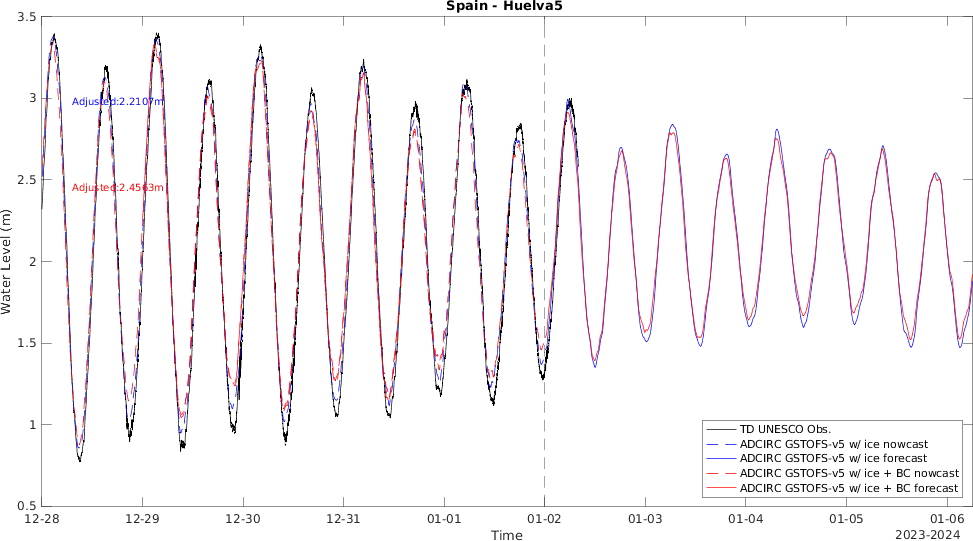 Spain - Huelva5
3.5
3
2.5
2
1.5
1
0.5
Water Level (m)
Adjusted:2.2107m
Adjusted:2.4563m
TD UNESCO Obs.
ADCIRC GSTOFS-v5 w/ ice nowcast
ADCIRC GSTOFS-v5 w/ ice forecast
ADCIRC GSTOFS-v5 w/ ice + BC nowcast
ADCIRC GSTOFS-v5 w/ ice + BC forecast
12-28 12-29 12-30 12-31 01-01 01-02 01-03 01-04 01-05 01-06
Time
2023-2024